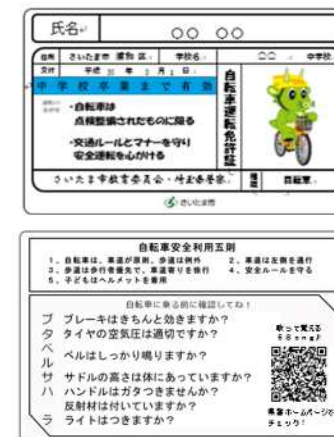 氏名 ○○ ○○
住所 さいたま市 浦和 区 学校名 ○○ 中学校
交付 平成 年 月 1 日
中学校卒業まで有効
自転車運転免許証
・自転車は
点検整備されたものに限る
・交通ルールとマナーを守り
安全運転を心がける
さいたま市教育委員会・埼玉県警察
種類 自転車
さいたま市
自転車安全利用五則
1、自転車は、車道が原則、歩道は例外 2、車道は左側を通行
3、歩道は歩行者優先で、車道寄りを徐行 4、安全ルールを守る
5、子どもはヘルメットを着用
自転車に乗る前に確認してね!
ブ ブレーキはきちんと効きますか?
タ タイヤの空気圧は適切ですか?
ベル ベルはしっかり鳴りますか?
サ サドルの高さは体にあっていますか?
ハ ハンドルはガタつきませんか?
反射材は付いていますか?
ラ ライトはつきますか?
歌って覚える
県警ホームページを
チェック!